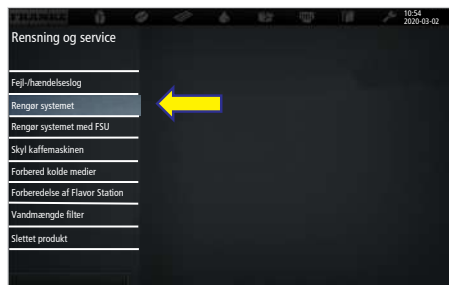 FRANKE
10:54
2020-03-02
Rensning og service
Fejl-/hændelseslog
Rengør systemet
Rengør systemet med FSU
Skyl kaffemaskinen
Forbered kolde medier
Forberedelse af Flavor Station
Vandmængde filter
Slettet produkt